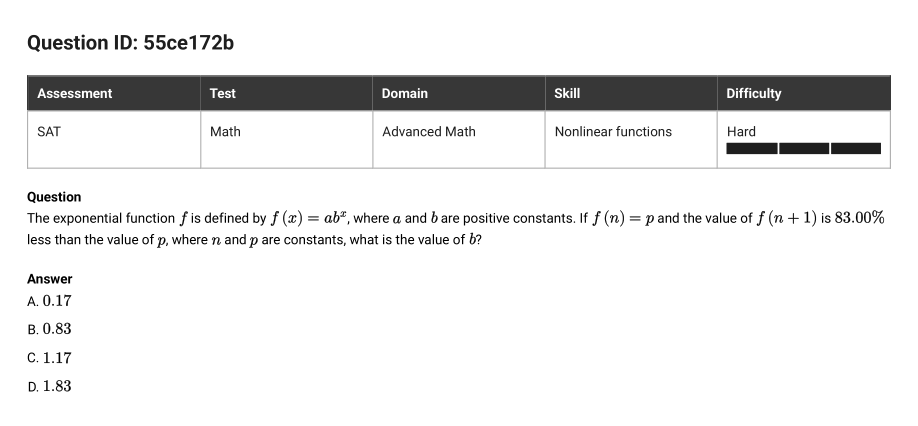 Question ID: 55ce172b
Assessment Test Domain Skill Difficulty
SAT Math Advanced Math Nonlinear functions Hard
Question
The exponential function f is defined by f (x) = abˣ, where a and b are positive constants. If f (n) = p and the value of f (n + 1) is 83.00%
less than the value of p, where n and p are constants, what is the value of b?
Answer
A. 0.17
B. 0.83
C. 1.17
D. 1.83